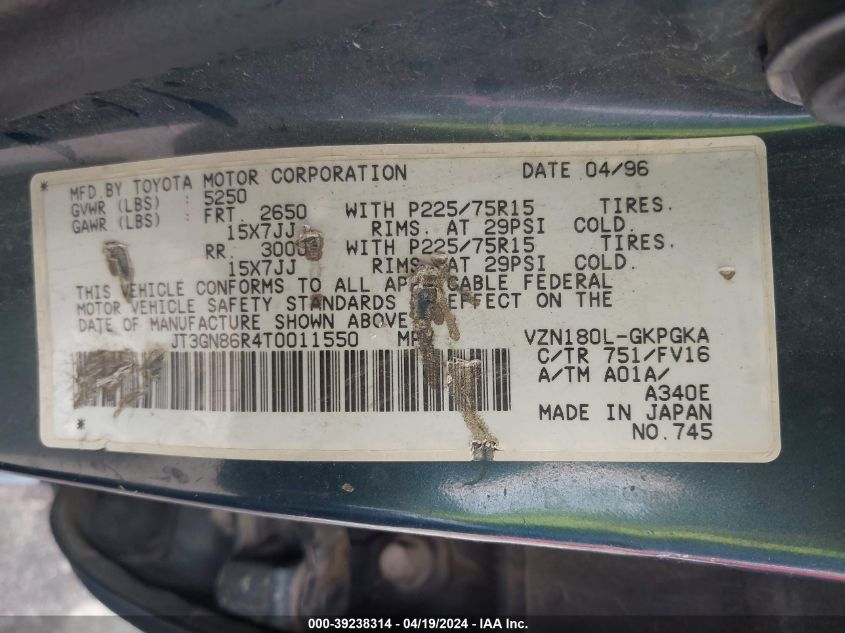 MFD BY TOYOTA MOTOR CORPORATION DATE 04/96
GVWR (LBS) : 5250
GAWR (LBS) : FRT. 2650 WITH P225/75R15 TIRES.
15X7JJ RIMS. AT 29PSI COLD.
RR. 3000 WITH P225/75R15 TIRES.
15X7JJ RIMS. AT 29PSI COLD.
THIS VEHICLE CONFORMS TO ALL APPLICABLE FEDERAL
MOTOR VEHICLE SAFETY STANDARDS EFFECT ON THE
DATE OF MANUFACTURE SHOWN ABOVE
JT3GN86R4T0011550 VZN180L-GKPGKA
C/TR 751/FV16
A/TM A01A/
A340E
MADE IN JAPAN
NO.745
000-39238314 - 04/19/2024 - IAA Inc.